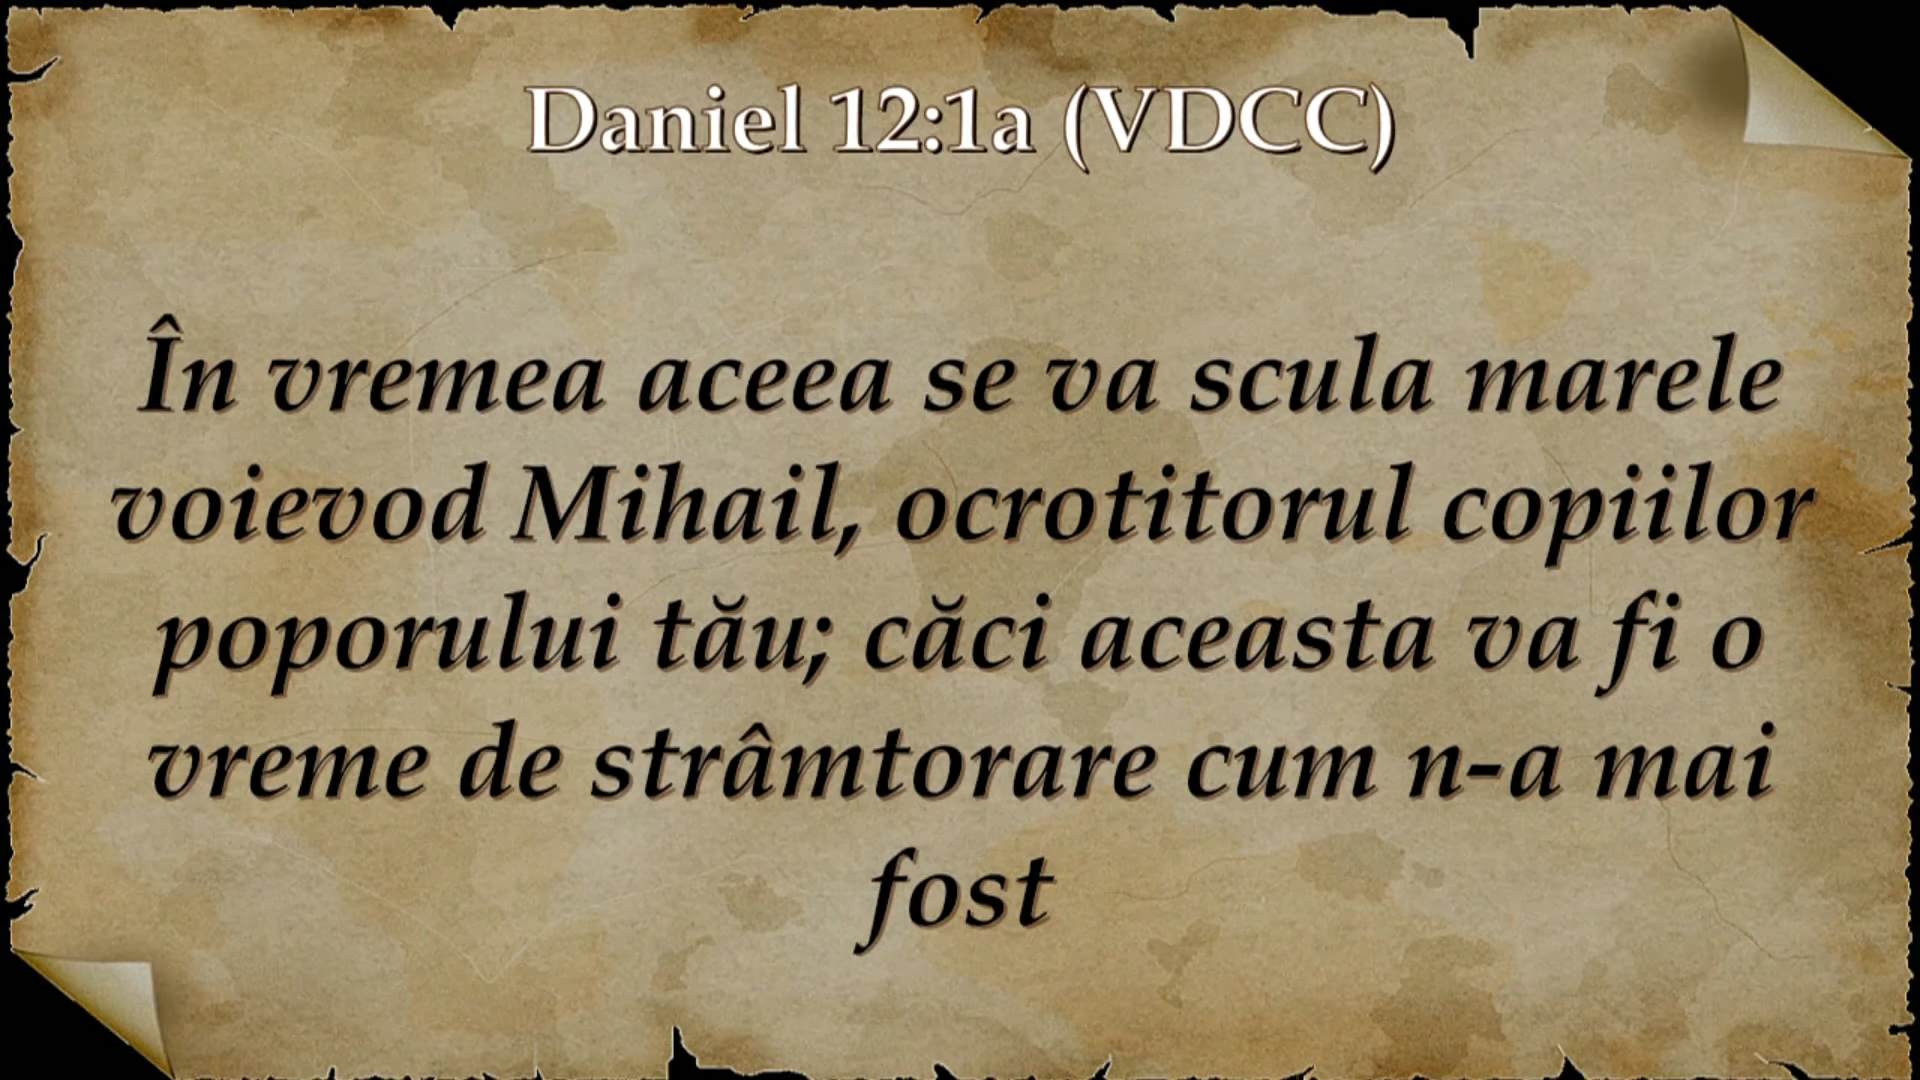 Daniel 12:1a (VDCC)
În vremea aceea se va scula marele
voievod Mihail, ocrotitorul copiilor
poporului tău; căci aceasta va fi o
vreme de strâmtorare cum n-a mai
fost